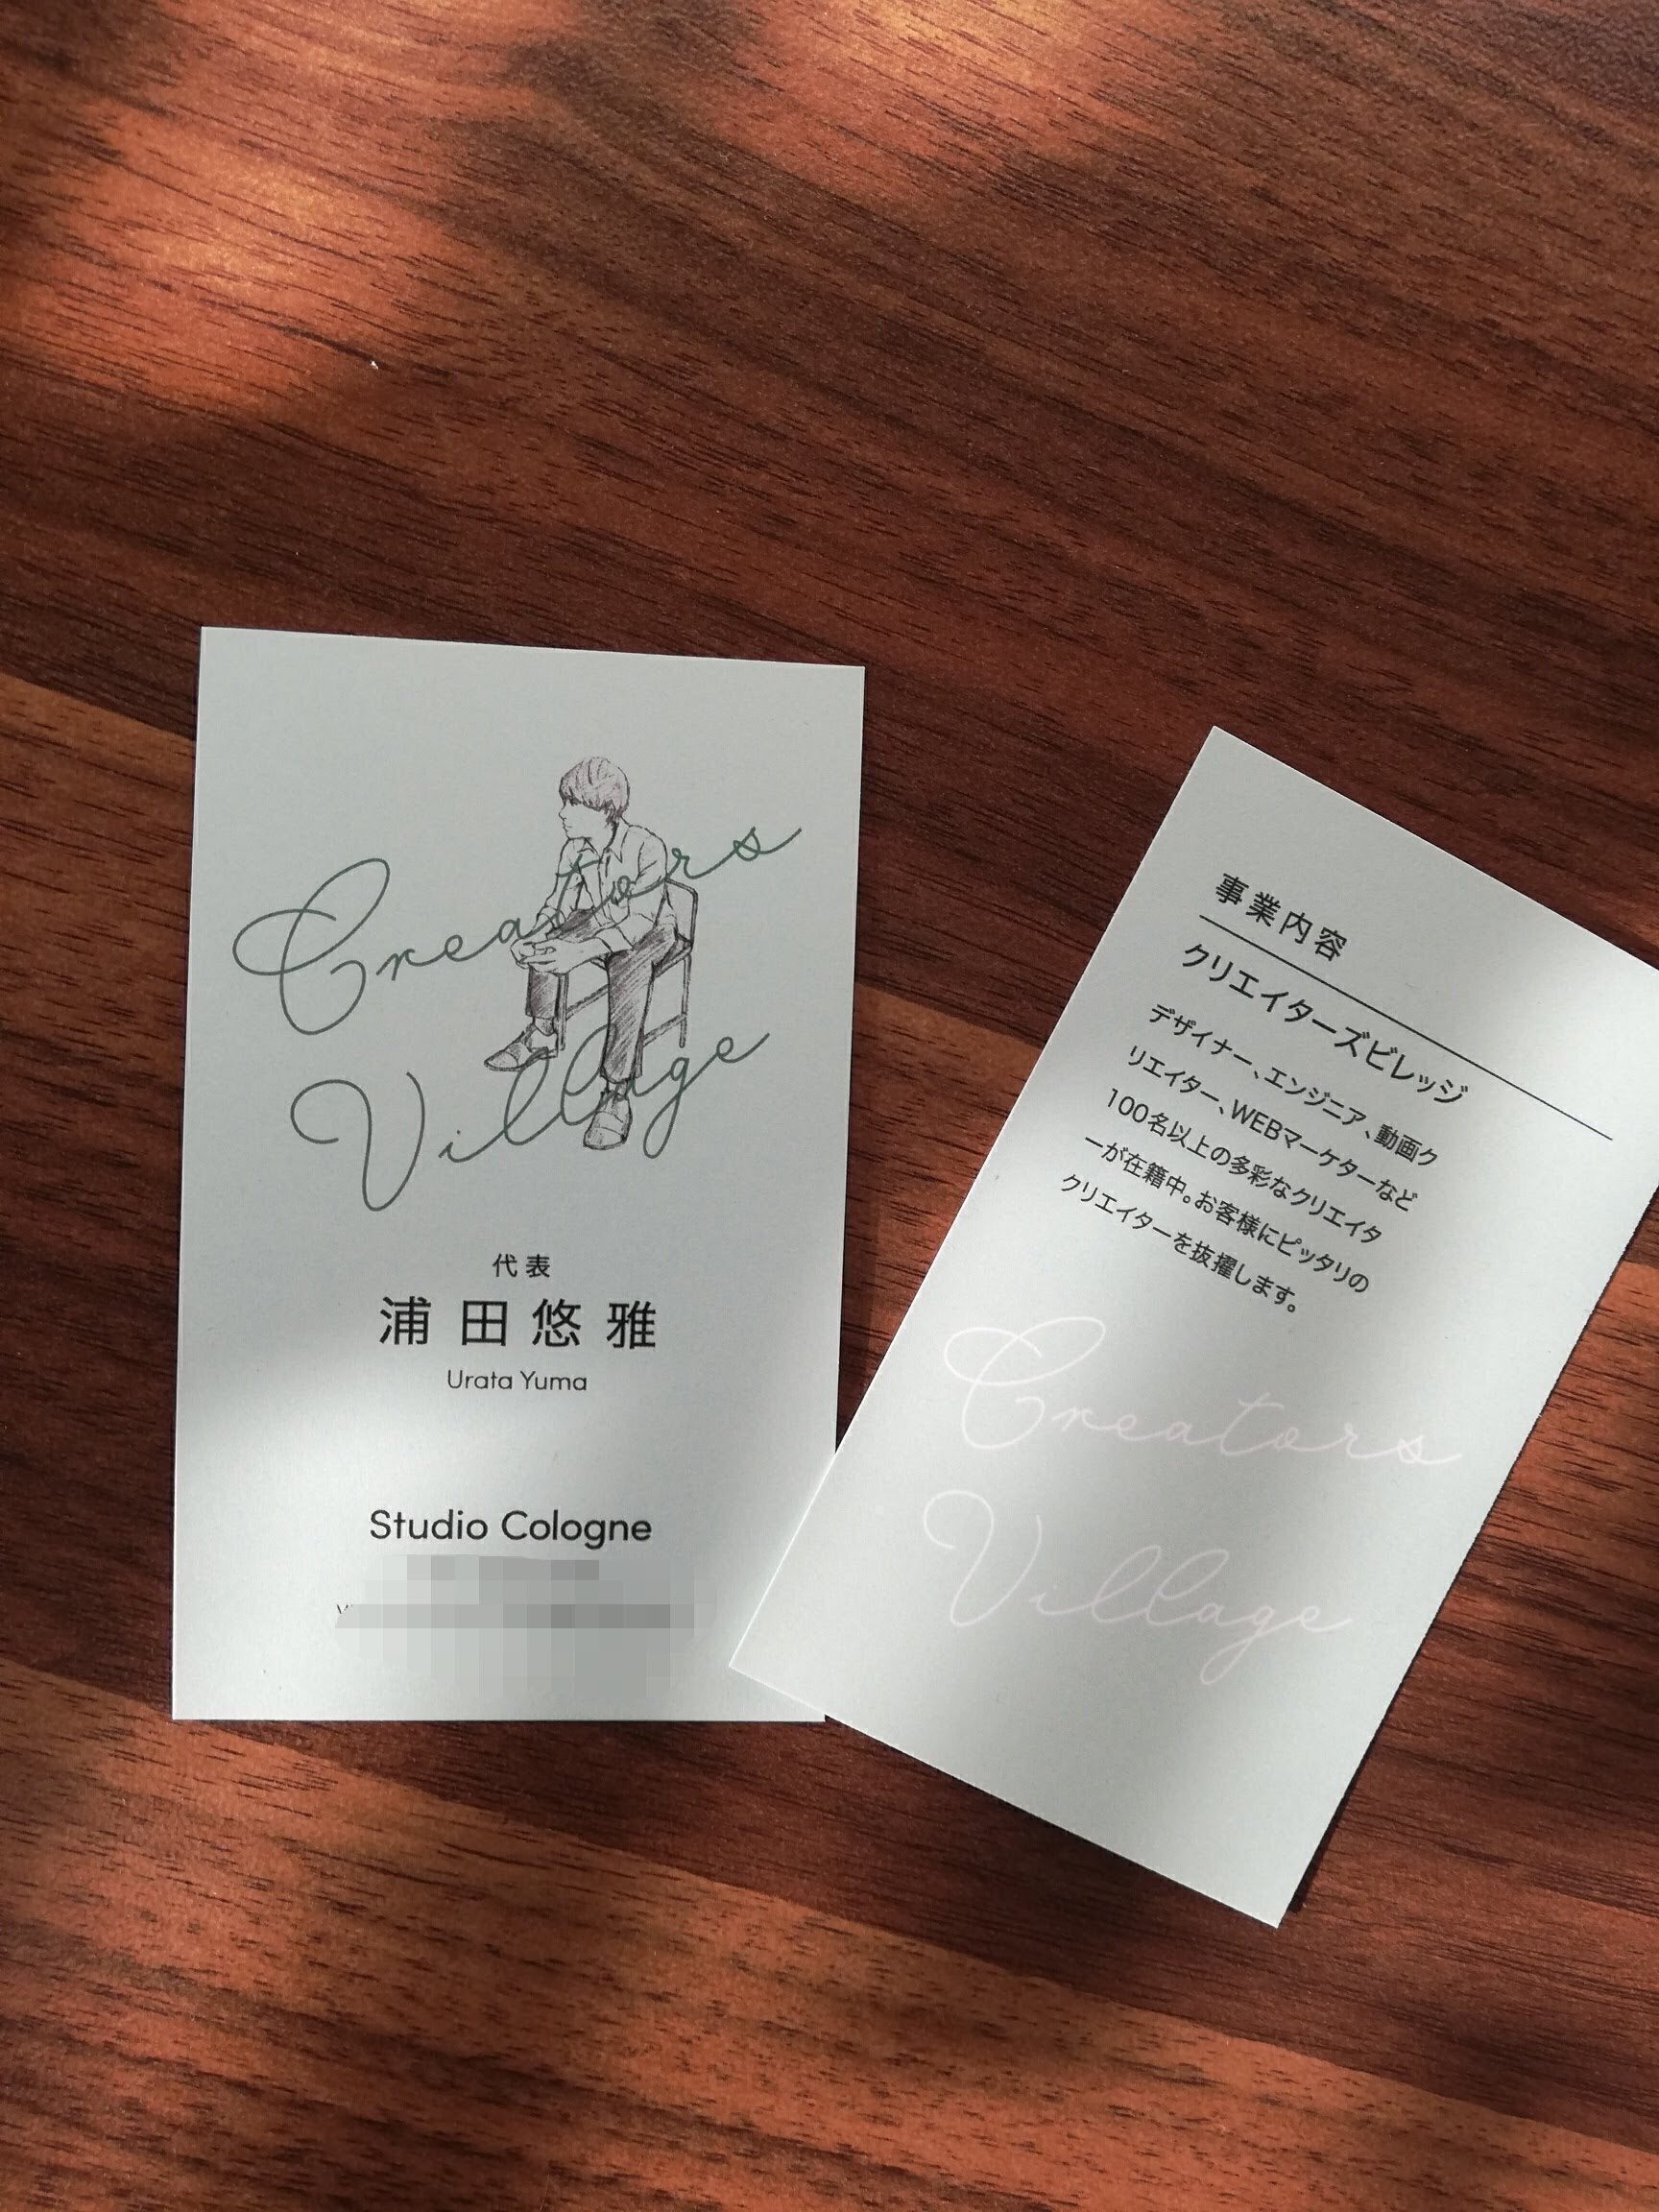 Creators
Village
代表
浦田悠雅
Urata Yuma
Studio Cologne
事業内容
クリエイターズビレッジ
デザイナー、エンジニア、動画ク
リエイター、WEBマーケターなど
100名以上の多彩なクリエイタ
ーが在籍中。お客様にピッタリの
クリエイターを抜擢します。
Creators
Village